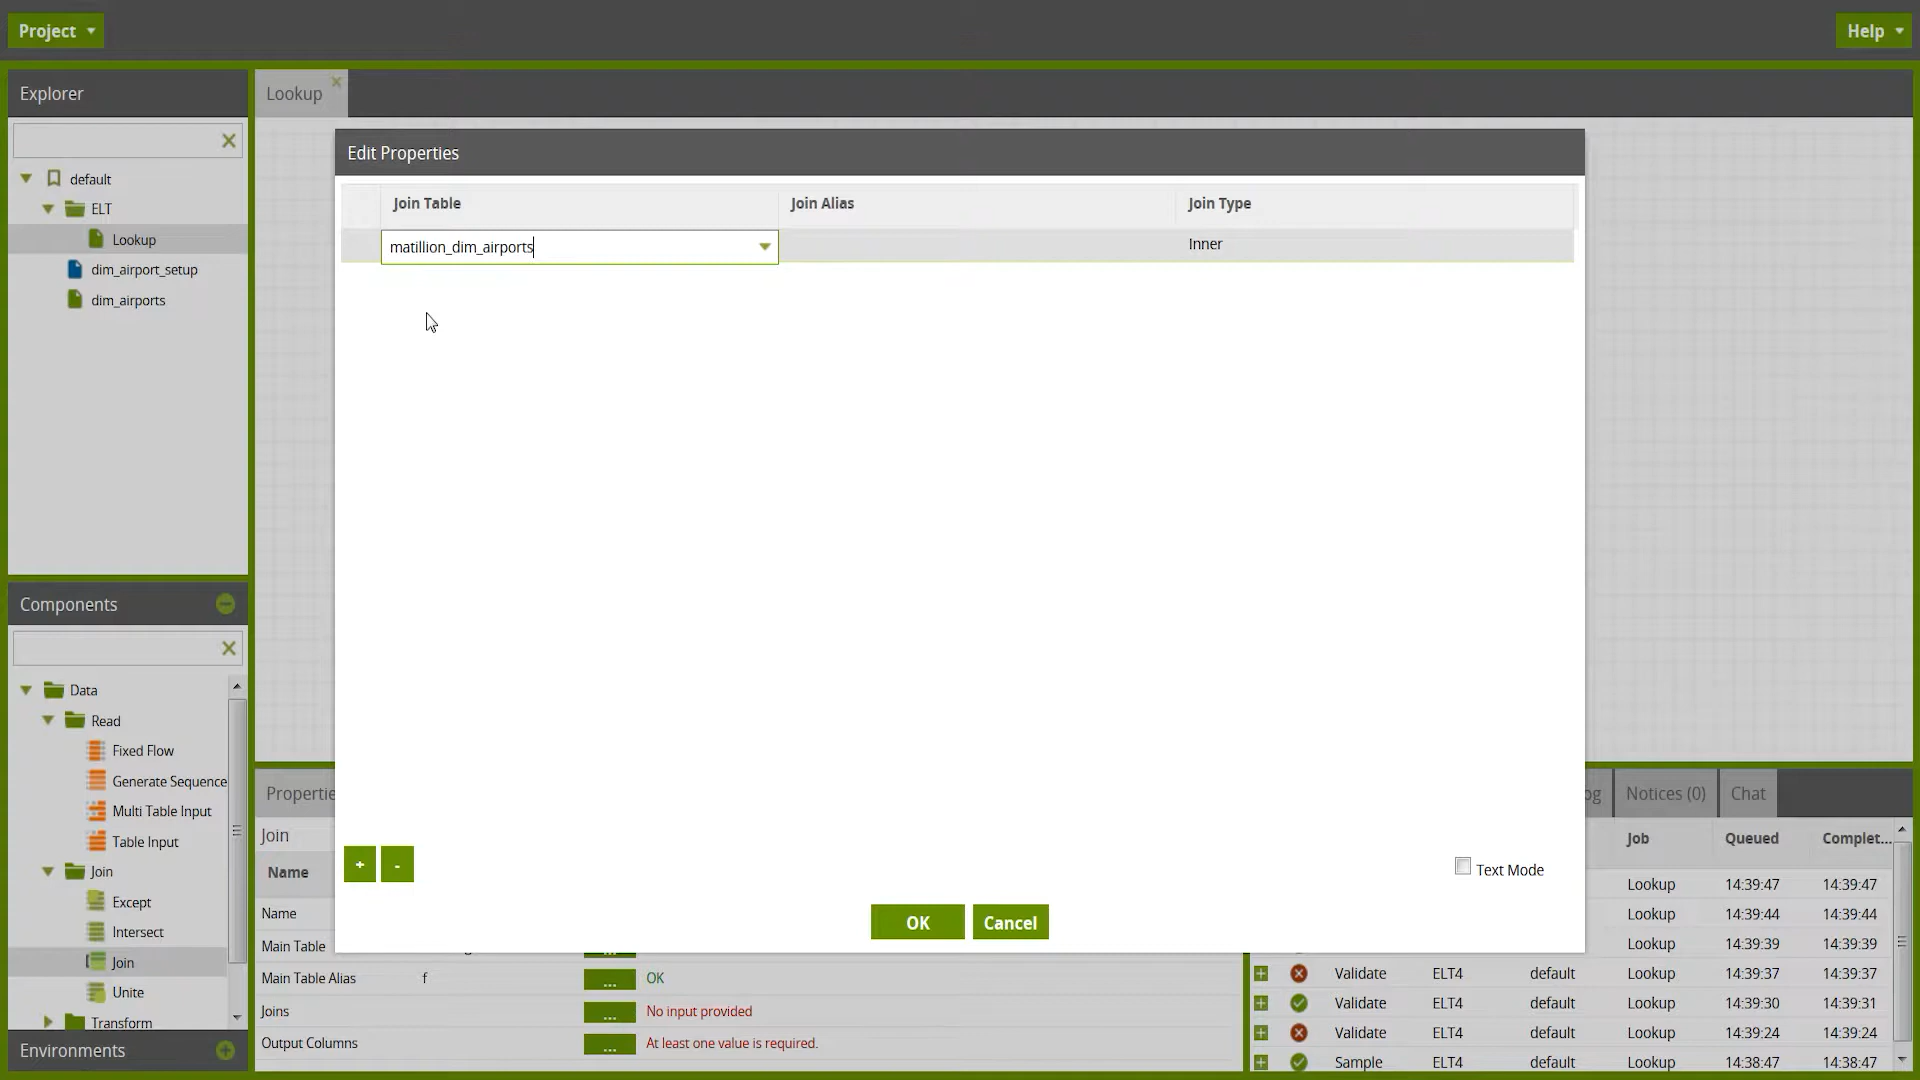 Project
Help
Explorer
Lookup
default
ELT
Lookup
dim_airport_setup
dim_airports
Edit Properties
Join Table Join Alias Join Type
matillion_dim_airports Inner
+ -
Text Mode
OK Cancel
Components
Data
Read
Fixed Flow
Generate Sequence
Multi Table Input
Table Input
Join
Except
Intersect
Join
Unite
Transform
Environments
Join
Name
Name
Main Table
Main Table Alias f ... OK
Joins ... No input provided
Output Columns ... At least one value is required.
Notices (0) Chat
Job Queued Complet...
Lookup 14:39:47 14:39:47
Lookup 14:39:44 14:39:44
Lookup 14:39:39 14:39:39
Validate ELT4 default Lookup 14:39:37 14:39:37
Validate ELT4 default Lookup 14:39:30 14:39:31
Validate ELT4 default Lookup 14:39:24 14:39:24
Sample ELT4 default Lookup 14:38:47 14:38:47